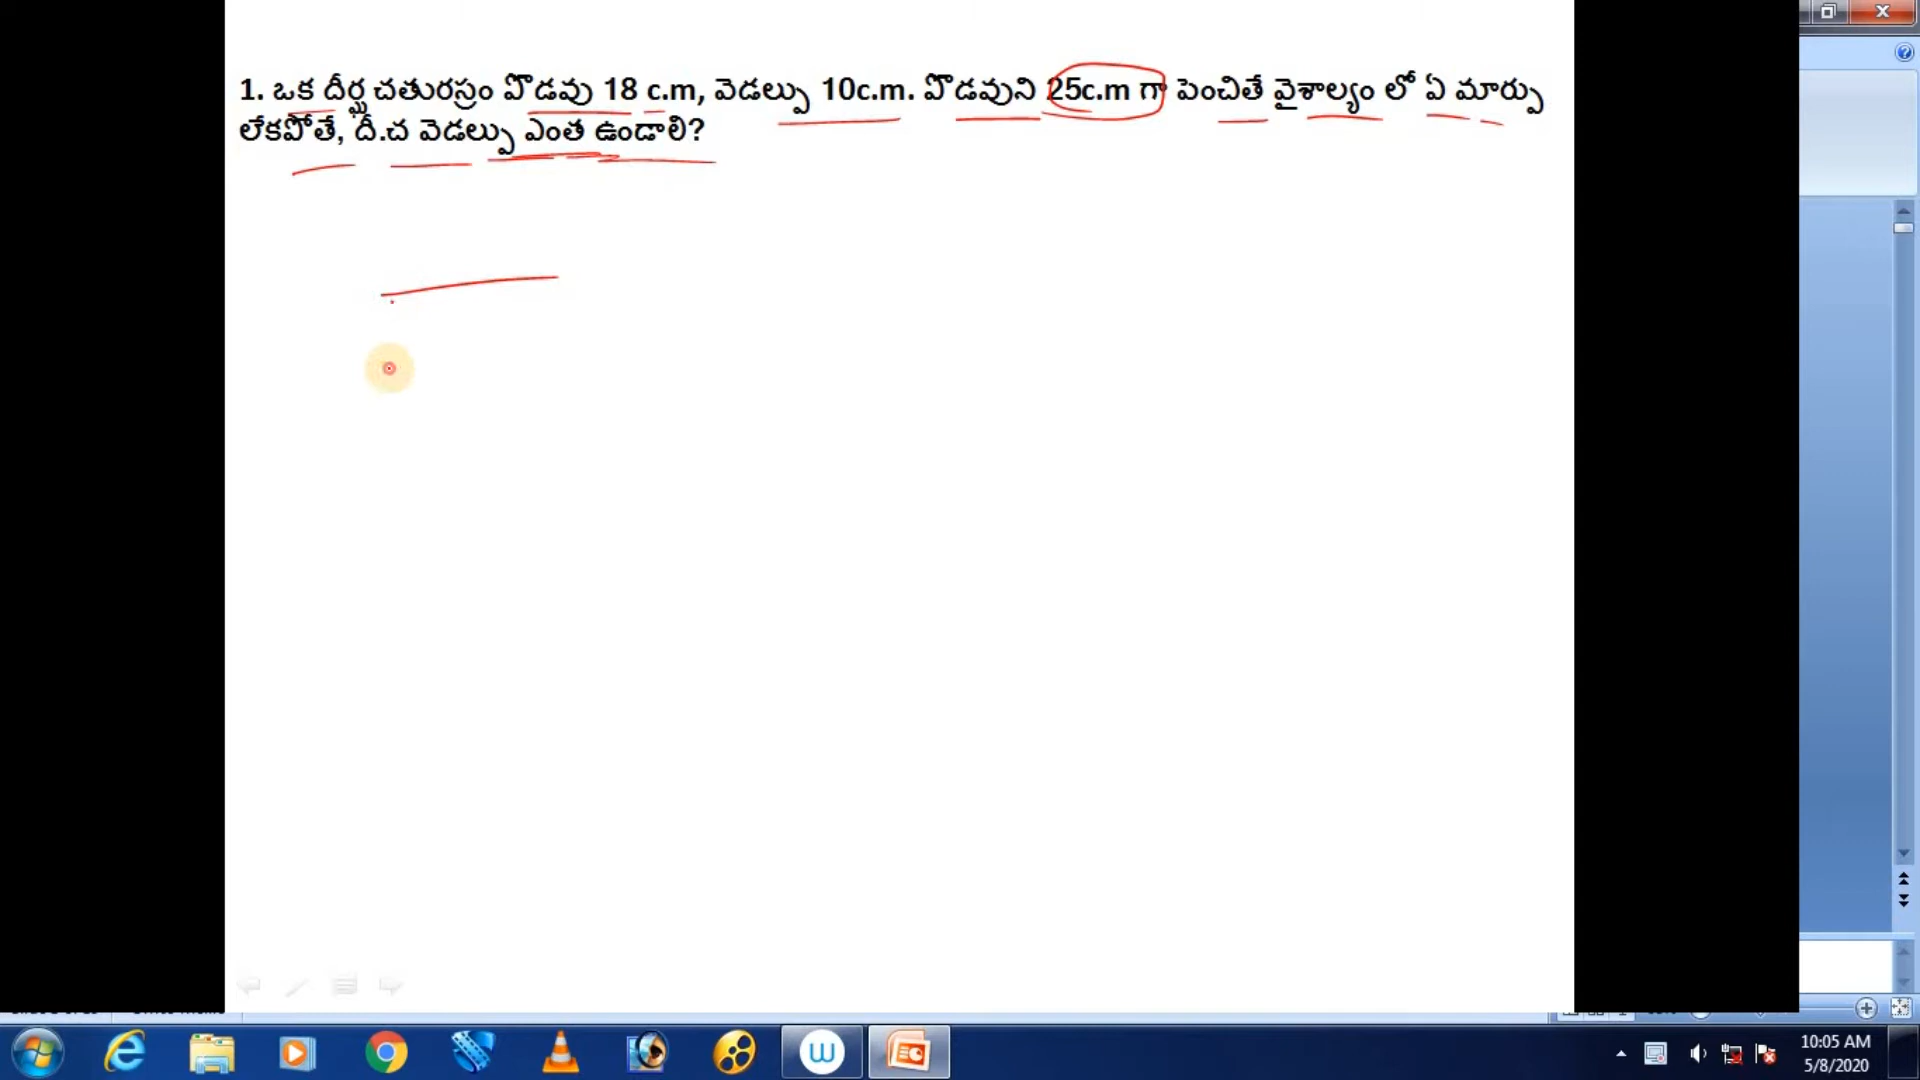 1. ఒక దీర్ఘ చతురస్రం పొడవు 18 c.m, వెడల్పు 10c.m. పొడవుని 25c.m గా పెంచితే వైశాల్యం లో ఏ మార్పు
లేకపోతే, దీ.చ వెడల్పు ఎంత ఉండాలి?
10:05 AM
5/8/2020